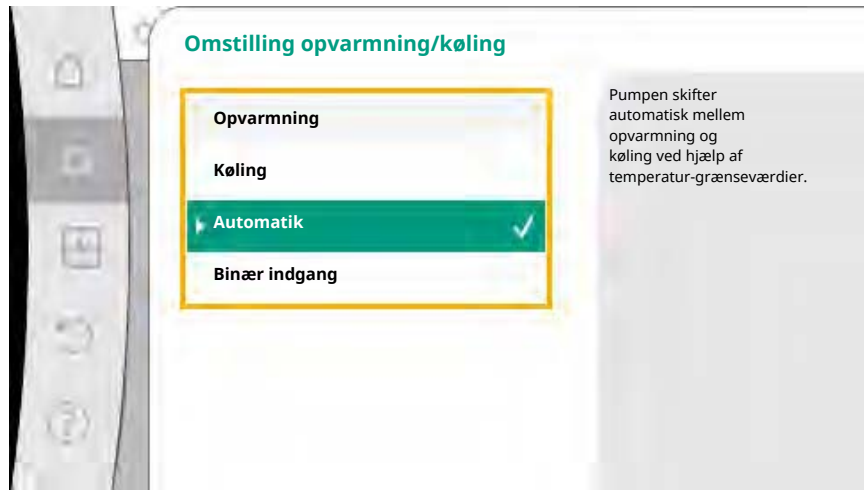 Omstilling opvarmning/køling
Opvarmning
Køling
Automatik
Binær indgang
Pumpen skifter
automatisk mellem
opvarmning og
køling ved hjælp af
temperatur-grænseværdier.